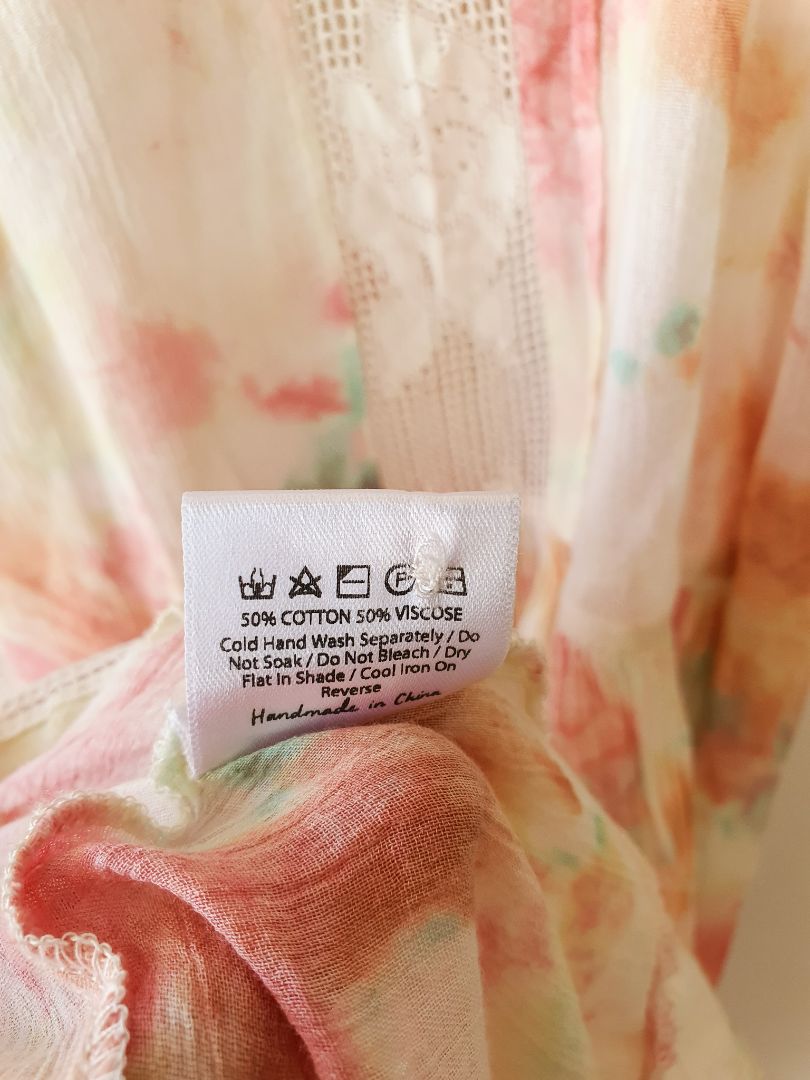 50% COTTON 50% VISCOSE
Cold Hand Wash Separately / Do
Not Soak / Do Not Bleach / Dry
Flat In Shade / Cool Iron On
Reverse
Handmade in China